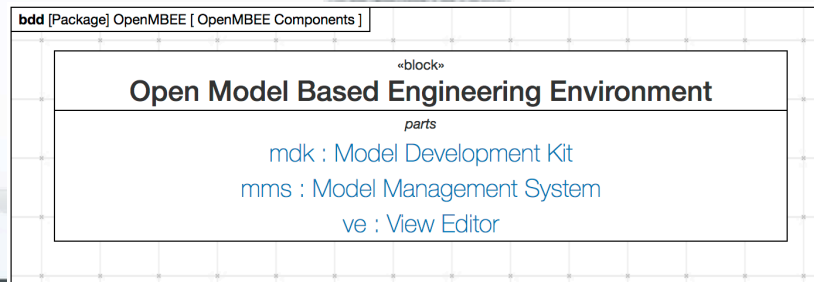 bdd [Package] OpenMBEE [ OpenMBEE Components ]
«block»
Open Model Based Engineering Environment
parts
mdk : Model Development Kit
mms : Model Management System
ve : View Editor